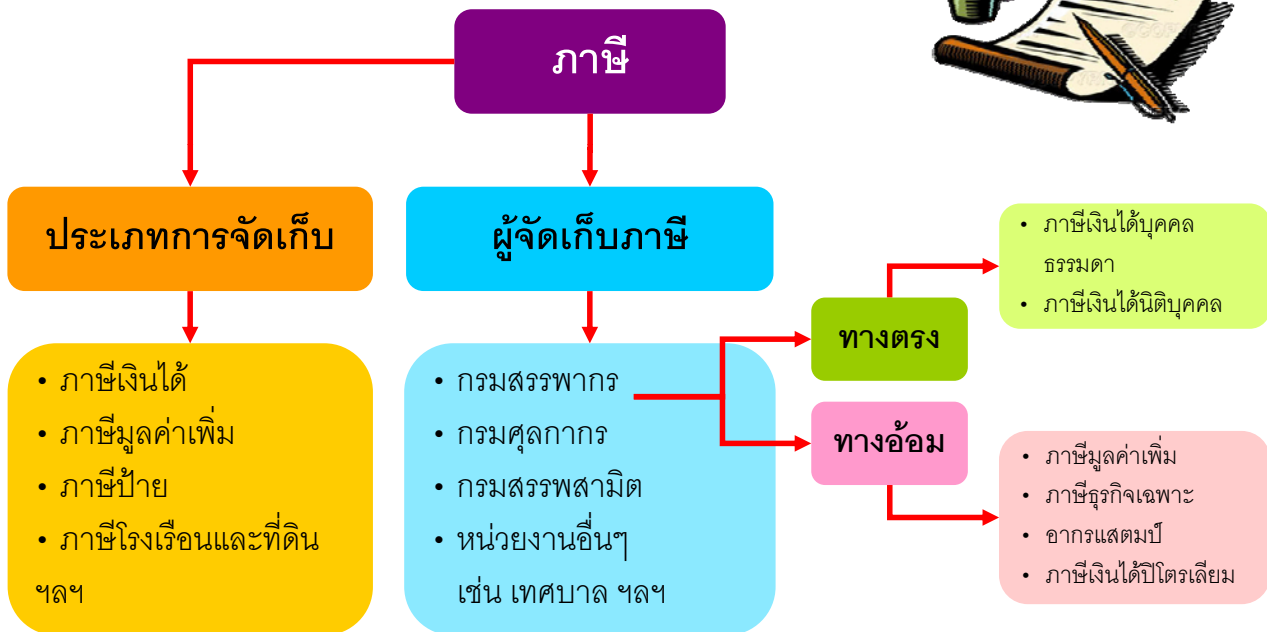 ภาษี
ประเภทการจัดเก็บ
ผู้จัดเก็บภาษี
• ภาษีเงินได้
• ภาษีมูลค่าเพิ่ม
• ภาษีป้าย
• ภาษีโรงเรือนและที่ดิน
ฯลฯ
• กรมสรรพากร
• กรมศุลกากร
• กรมสรรพสามิต
• หน่วยงานอื่นๆ
เช่น เทศบาล ฯลฯ
ทางตรง
• ภาษีเงินได้บุคคล
ธรรมดา
• ภาษีเงินได้นิติบุคคล
ทางอ้อม
• ภาษีมูลค่าเพิ่ม
• ภาษีธุรกิจเฉพาะ
• อากรแสตมป์
• ภาษีเงินได้ปิโตรเลียม